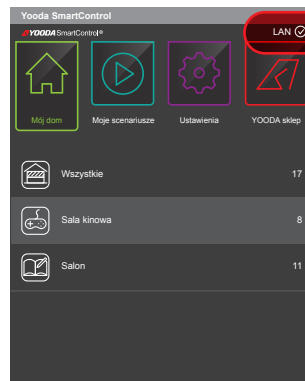 Yooda SmartControl
YOODA SmartControl®
LAN
Mój dom
Moje scenariusze
Ustawienia
YOODA sklep
Wszystkie 17
Sala kinowa 8
Salon 11